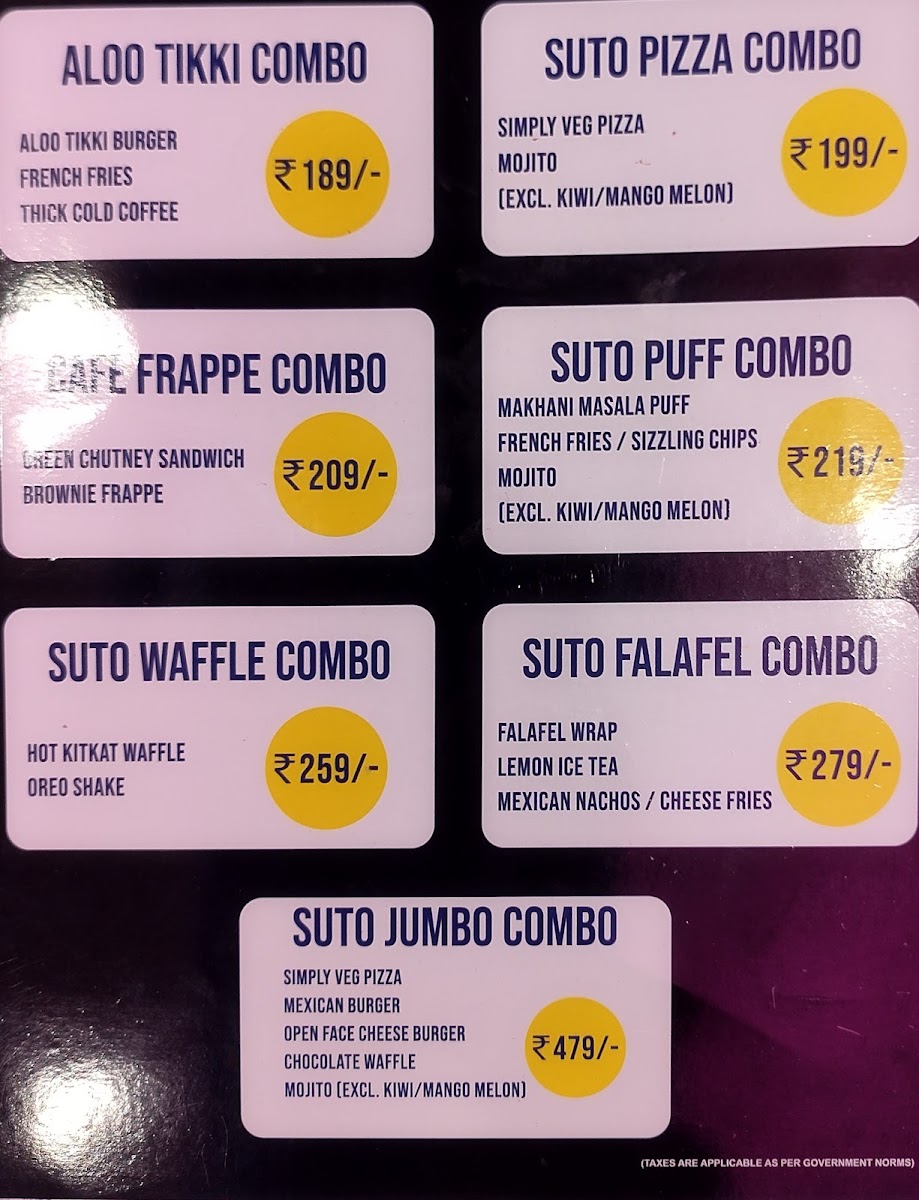 ALOO TIKKI COMBO
ALOO TIKKI BURGER
FRENCH FRIES
THICK COLD COFFEE
₹189/-
SUTO PIZZA COMBO
SIMPLY VEG PIZZA
MOJITO
(EXCL. KIWI/MANGO MELON)
₹199/-
CAFE FRAPPE COMBO
GREEN CHUTNEY SANDWICH
BROWNIE FRAPPE
₹209/-
SUTO PUFF COMBO
MAKHANI MASALA PUFF
FRENCH FRIES / SIZZLING CHIPS
MOJITO
(EXCL. KIWI/MANGO MELON)
₹219/-
SUTO WAFFLE COMBO
HOT KITKAT WAFFLE
OREO SHAKE
₹259/-
SUTO FALAFEL COMBO
FALAFEL WRAP
LEMON ICE TEA
MEXICAN NACHOS / CHEESE FRIES
₹279/-
SUTO JUMBO COMBO
SIMPLY VEG PIZZA
MEXICAN BURGER
OPEN FACE CHEESE BURGER
CHOCOLATE WAFFLE
MOJITO (EXCL. KIWI/MANGO MELON)
₹479/-
(TAXES ARE APPLICABLE AS PER GOVERNMENT NORMS)